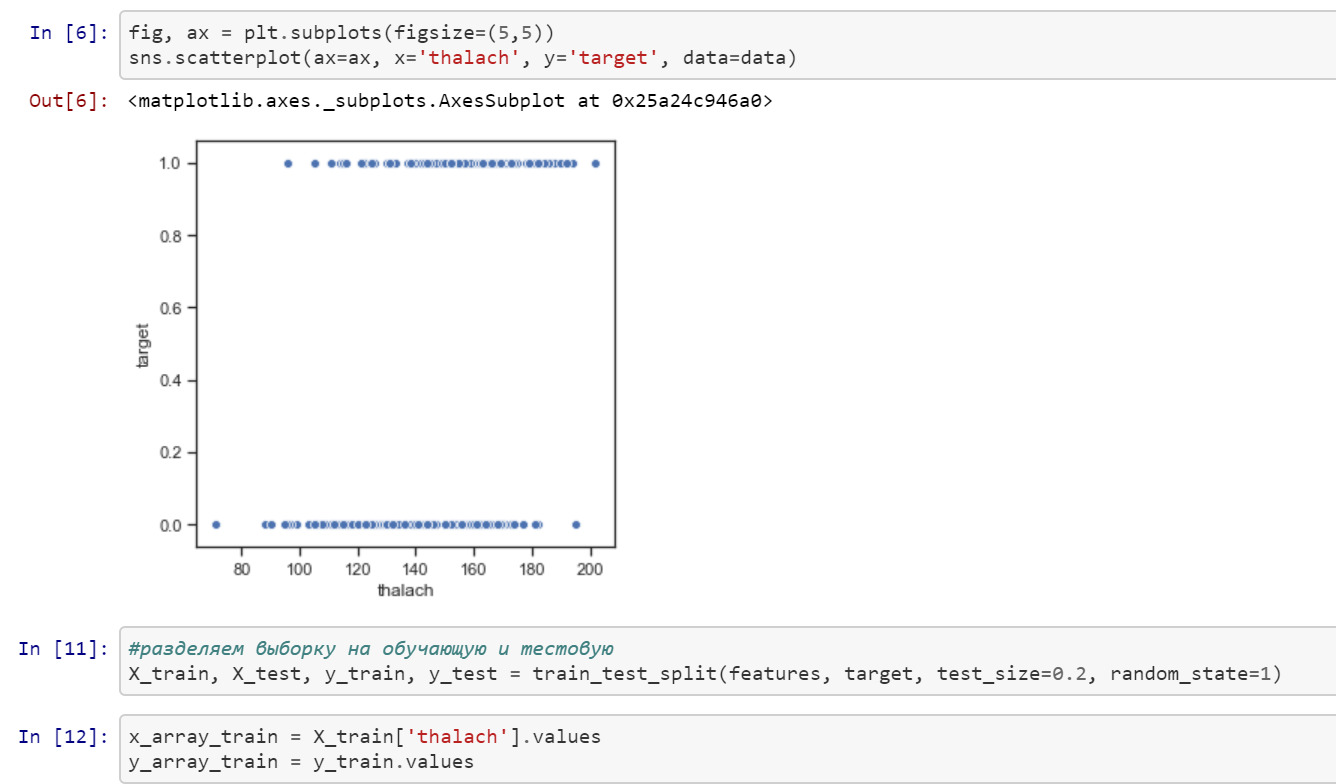 In [6]: fig, ax = plt.subplots(figsize=(5,5))
sns.scatterplot(ax=ax, x='thalach', y='target', data=data)
Out[6]: <matplotlib.axes._subplots.AxesSubplot at 0x25a24c946a0>
1.0
0.8
0.6
0.4
0.2
0.0
target
80 100 120 140 160 180 200
thalach
In [11]: #разделяем выборку на обучающую и тестовую
X_train, X_test, y_train, y_test = train_test_split(features, target, test_size=0.2, random_state=1)
In [12]: x_array_train = X_train['thalach'].values
y_array_train = y_train.values